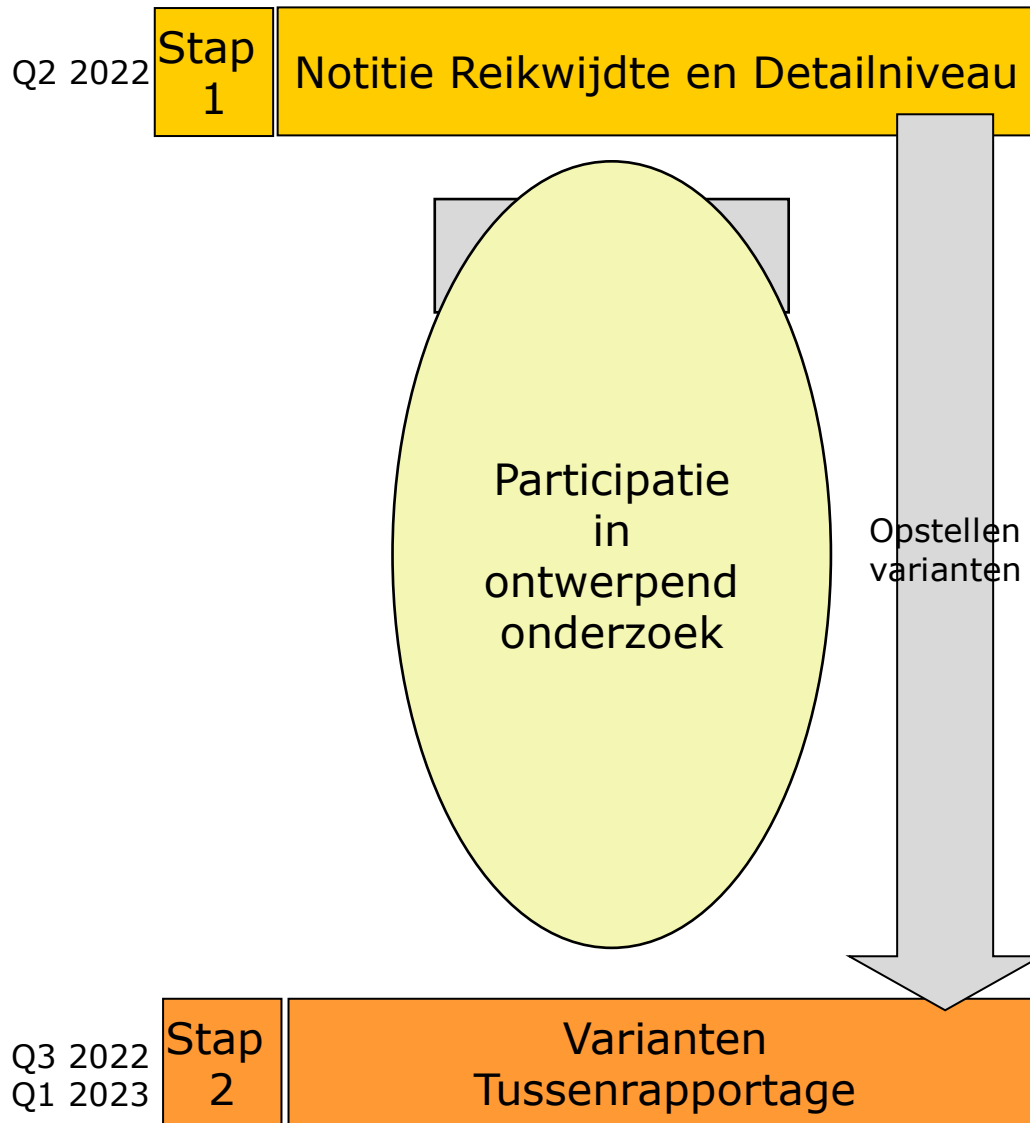 Q2 2022
Stap
1
Notitie Reikwijdte en Detailniveau
Participatie
in
ontwerpend
onderzoek
Opstellen
varianten
Q3 2022
Q1 2023
Stap
2
Varianten
Tussenrapportage